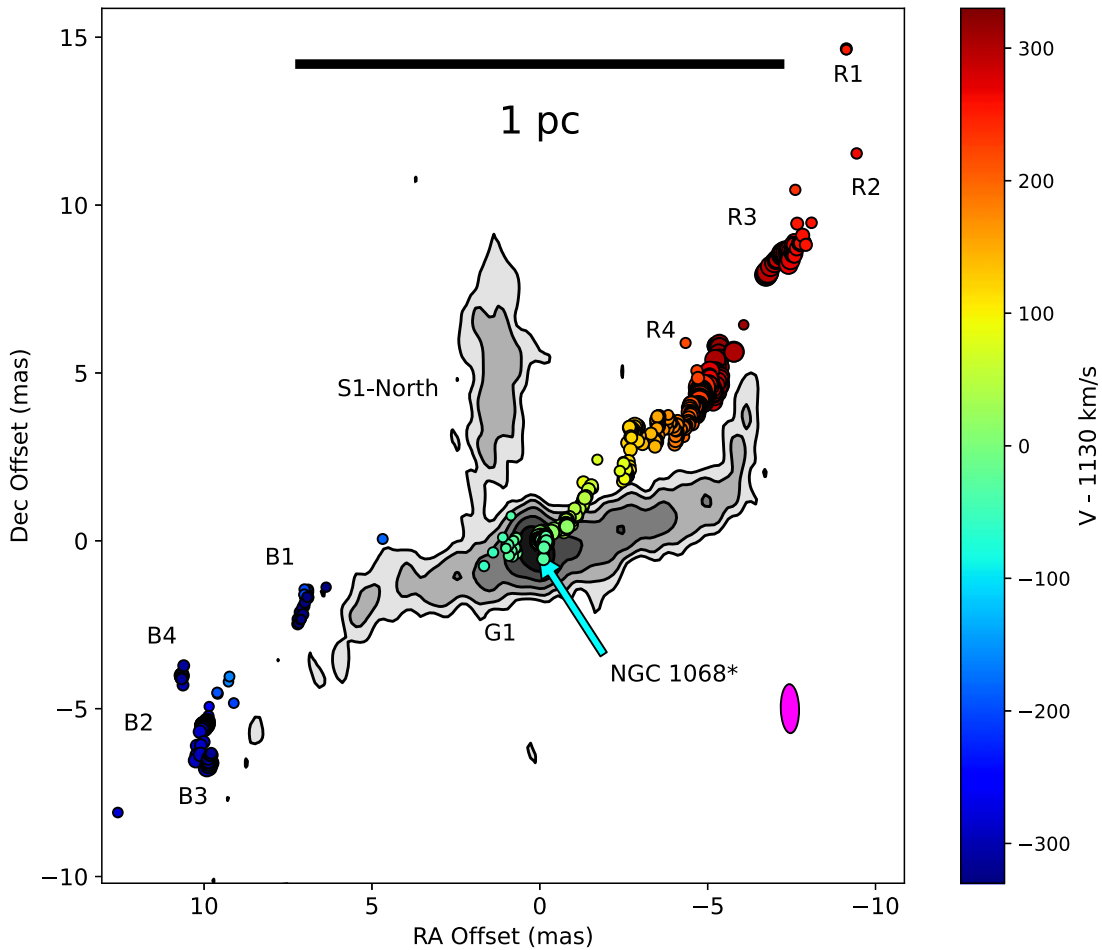 15
10
5
0
−5
−10
10
5
0
−5
−10
RA Offset (mas)
Dec Offset (mas)
1 pc
R1
R2
R3
R4
S1-North
B1
G1
B4
NGC 1068*
B2
B3
300
200
100
0
−100
−200
−300
V - 1130 km/s